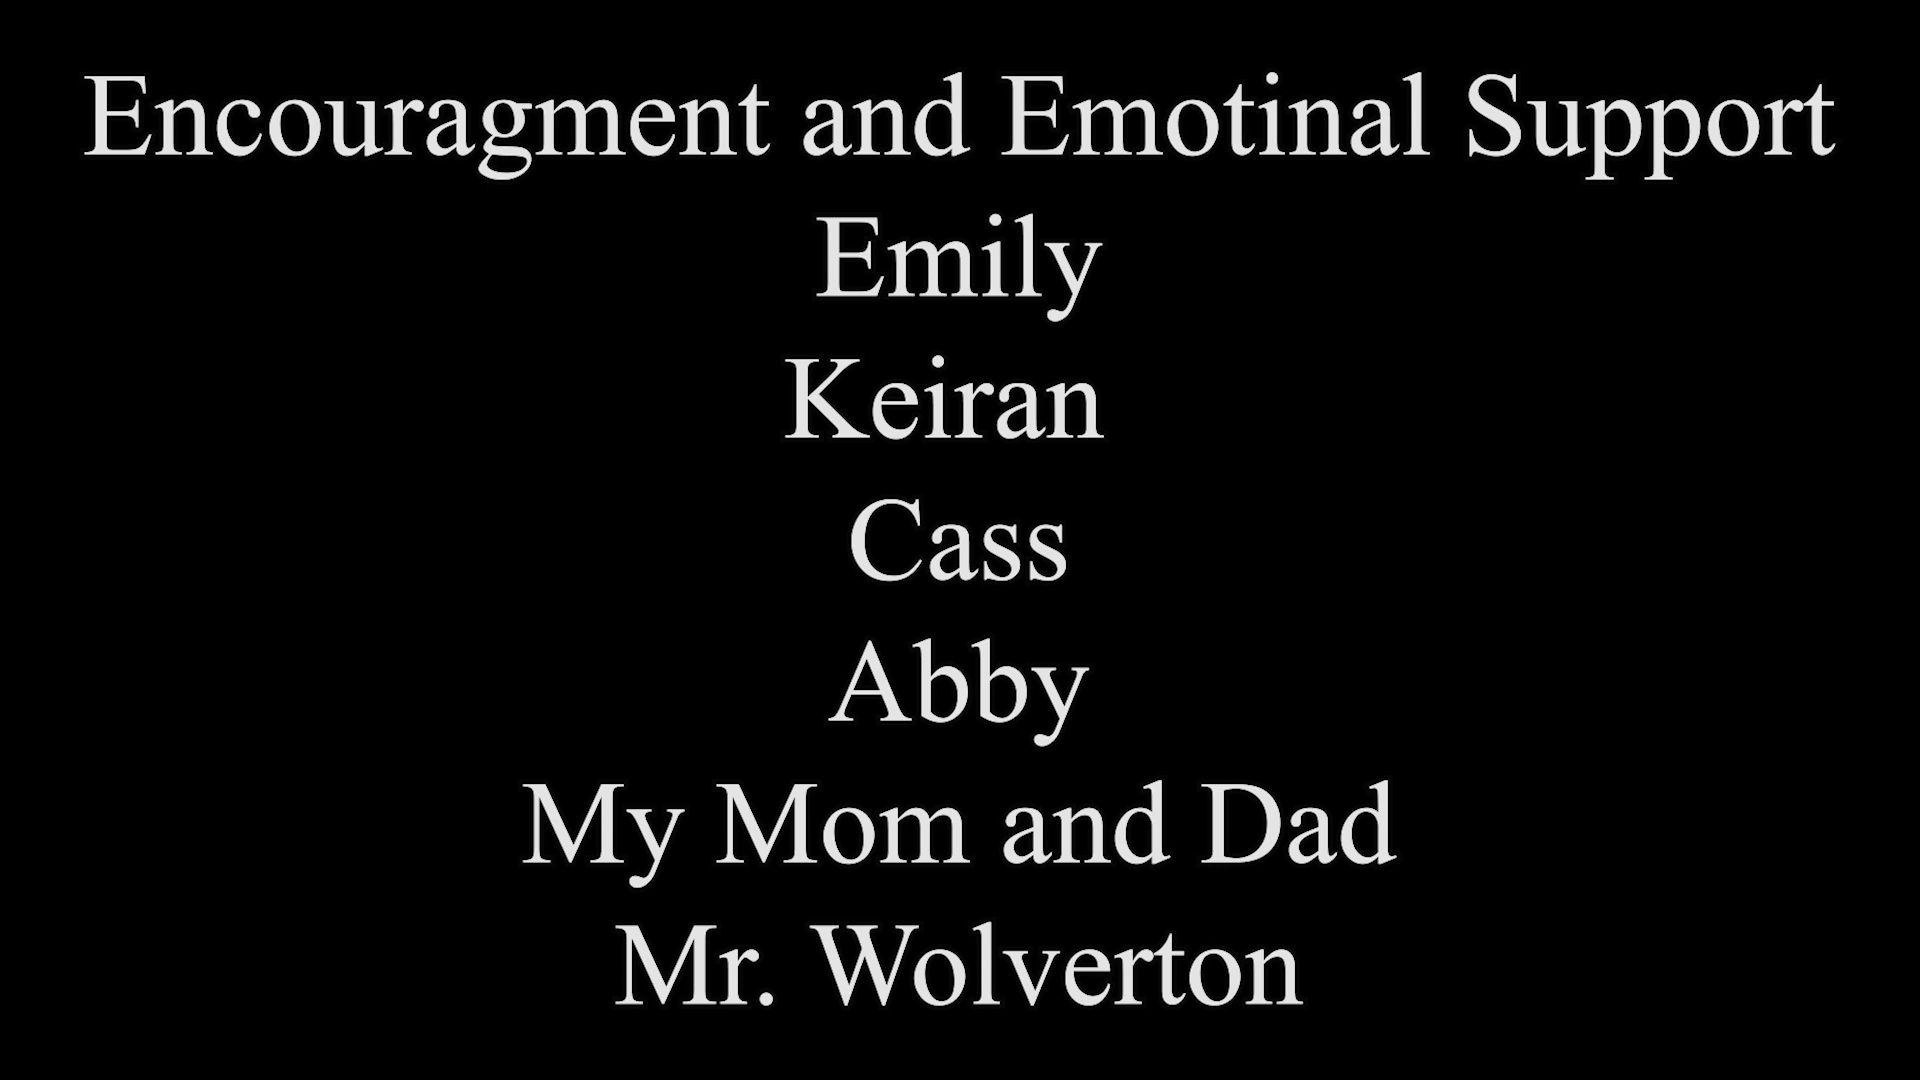 Encouragment and Emotinal Support
Emily
Keiran
Cass
Abby
My Mom and Dad
Mr. Wolverton